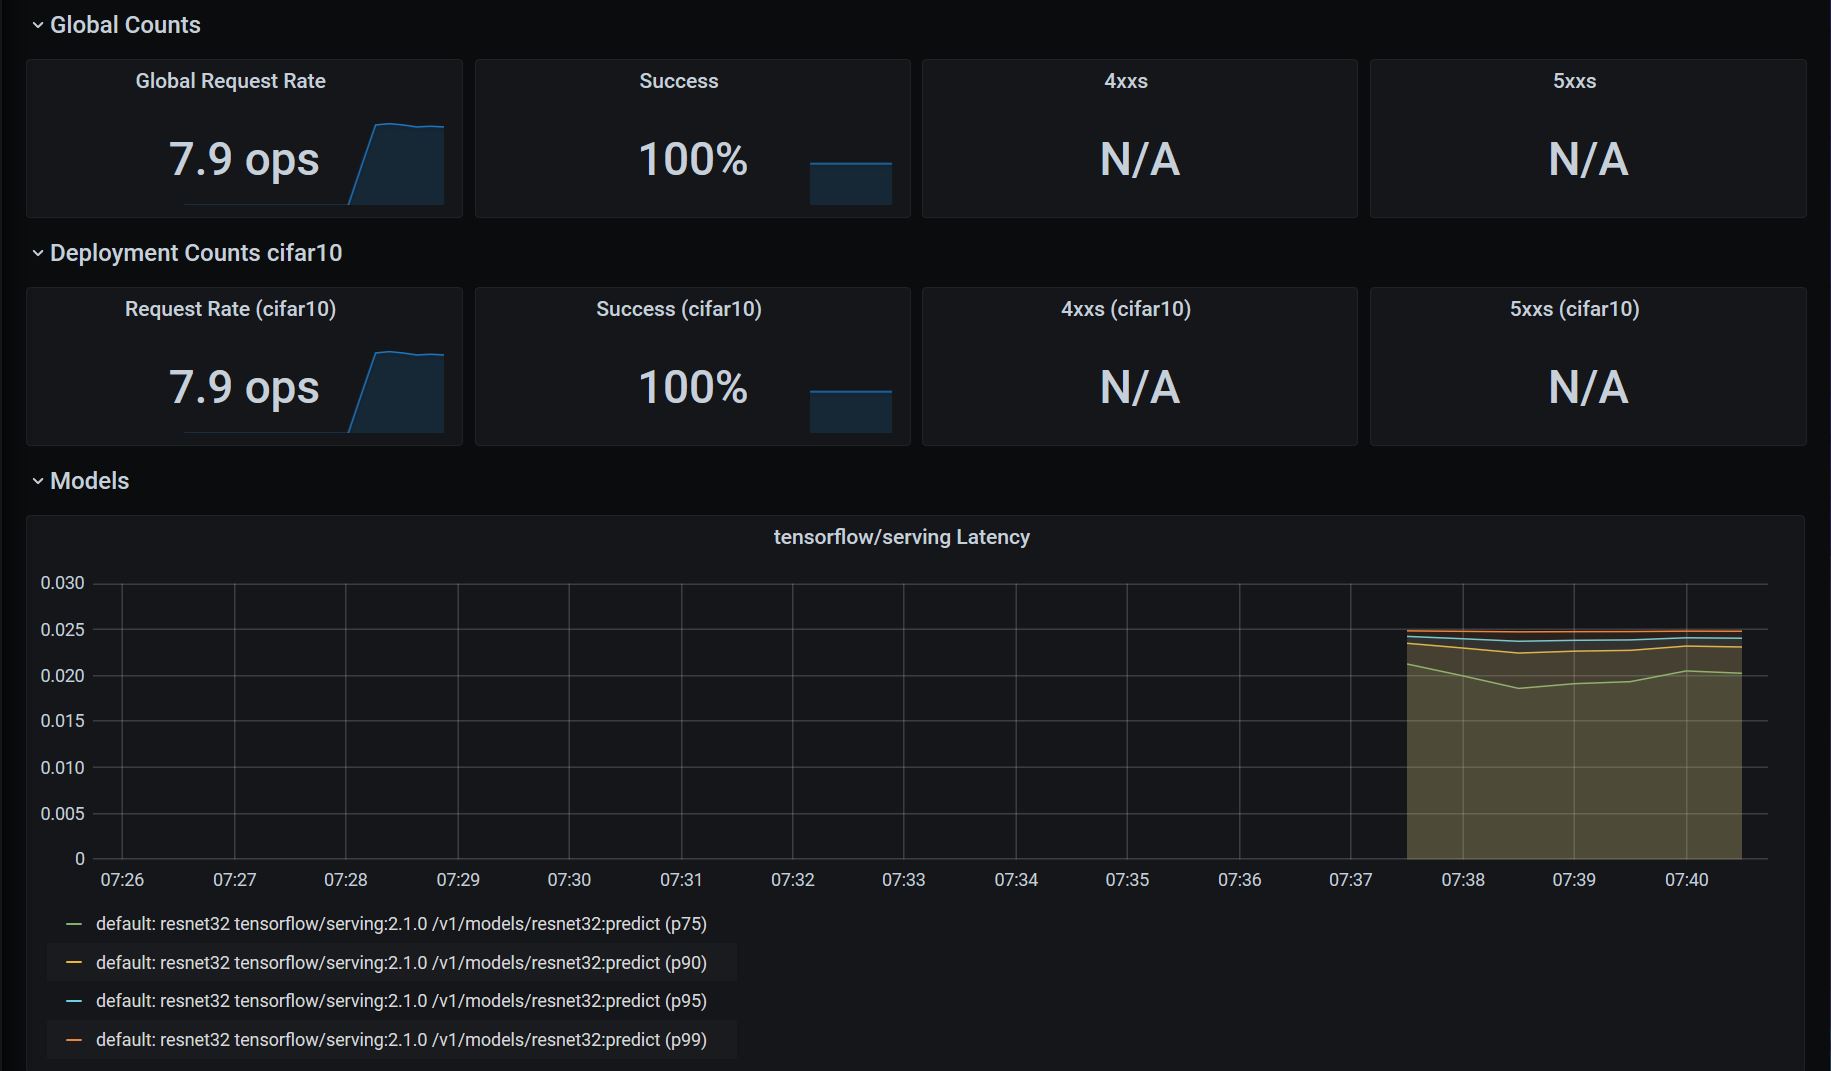 Global Counts
Global Request Rate
Success
4xxs
5xxs
7.9 ops
100%
N/A
N/A
Deployment Counts cifar10
Request Rate (cifar10)
Success (cifar10)
4xxs (cifar10)
5xxs (cifar10)
7.9 ops
100%
N/A
N/A
Models
tensorflow/serving Latency
0.030
0.025
0.020
0.015
0.010
0.005
0
07:26 07:27 07:28 07:29 07:30 07:31 07:32 07:33 07:34 07:35 07:36 07:37 07:38 07:39 07:40
default: resnet32 tensorflow/serving:2.1.0 /v1/models/resnet32:predict (p75)
default: resnet32 tensorflow/serving:2.1.0 /v1/models/resnet32:predict (p90)
default: resnet32 tensorflow/serving:2.1.0 /v1/models/resnet32:predict (p95)
default: resnet32 tensorflow/serving:2.1.0 /v1/models/resnet32:predict (p99)